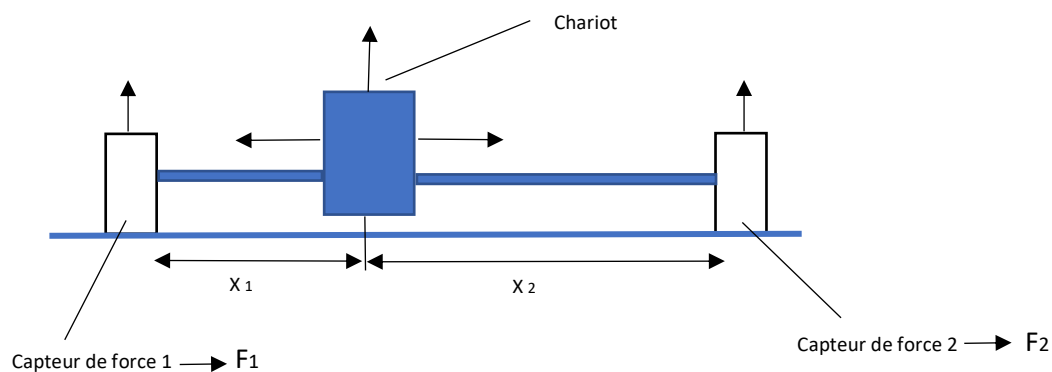 Chariot
X 1
X 2
Capteur de force 1 F1
Capteur de force 2 F2